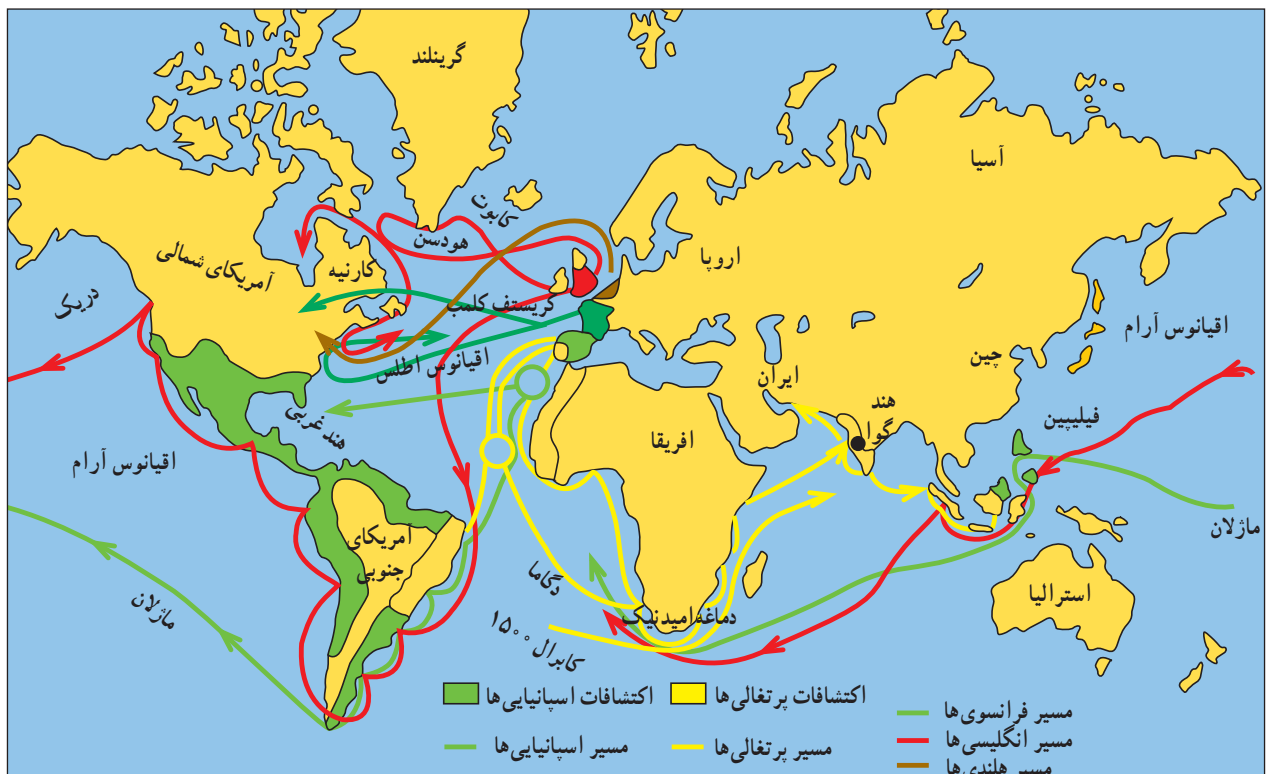 گرینلند
آسیا
کابوت
هودسن
اروپا
کارتیه
آمریکای شمالی
دریک
کریستف کلمب
اقیانوس اطلس
اقیانوس آرام
چین
ایران
هند
گوا
فیلیپین
هند غربی
افریقا
اقیانوس آرام
ماژلان
آمریکای
جنوبی
دگاما
استرالیا
ماژلان
دماغه امیدنیک
کابرال ۱۵۰۰
اکتشافات پرتغالی‌ها
اکتشافات اسپانیایی‌ها
مسیر فرانسوی‌ها
مسیر انگلیسی‌ها
مسیر هلندی‌ها
مسیر پرتغالی‌ها
مسیر اسپانیایی‌ها